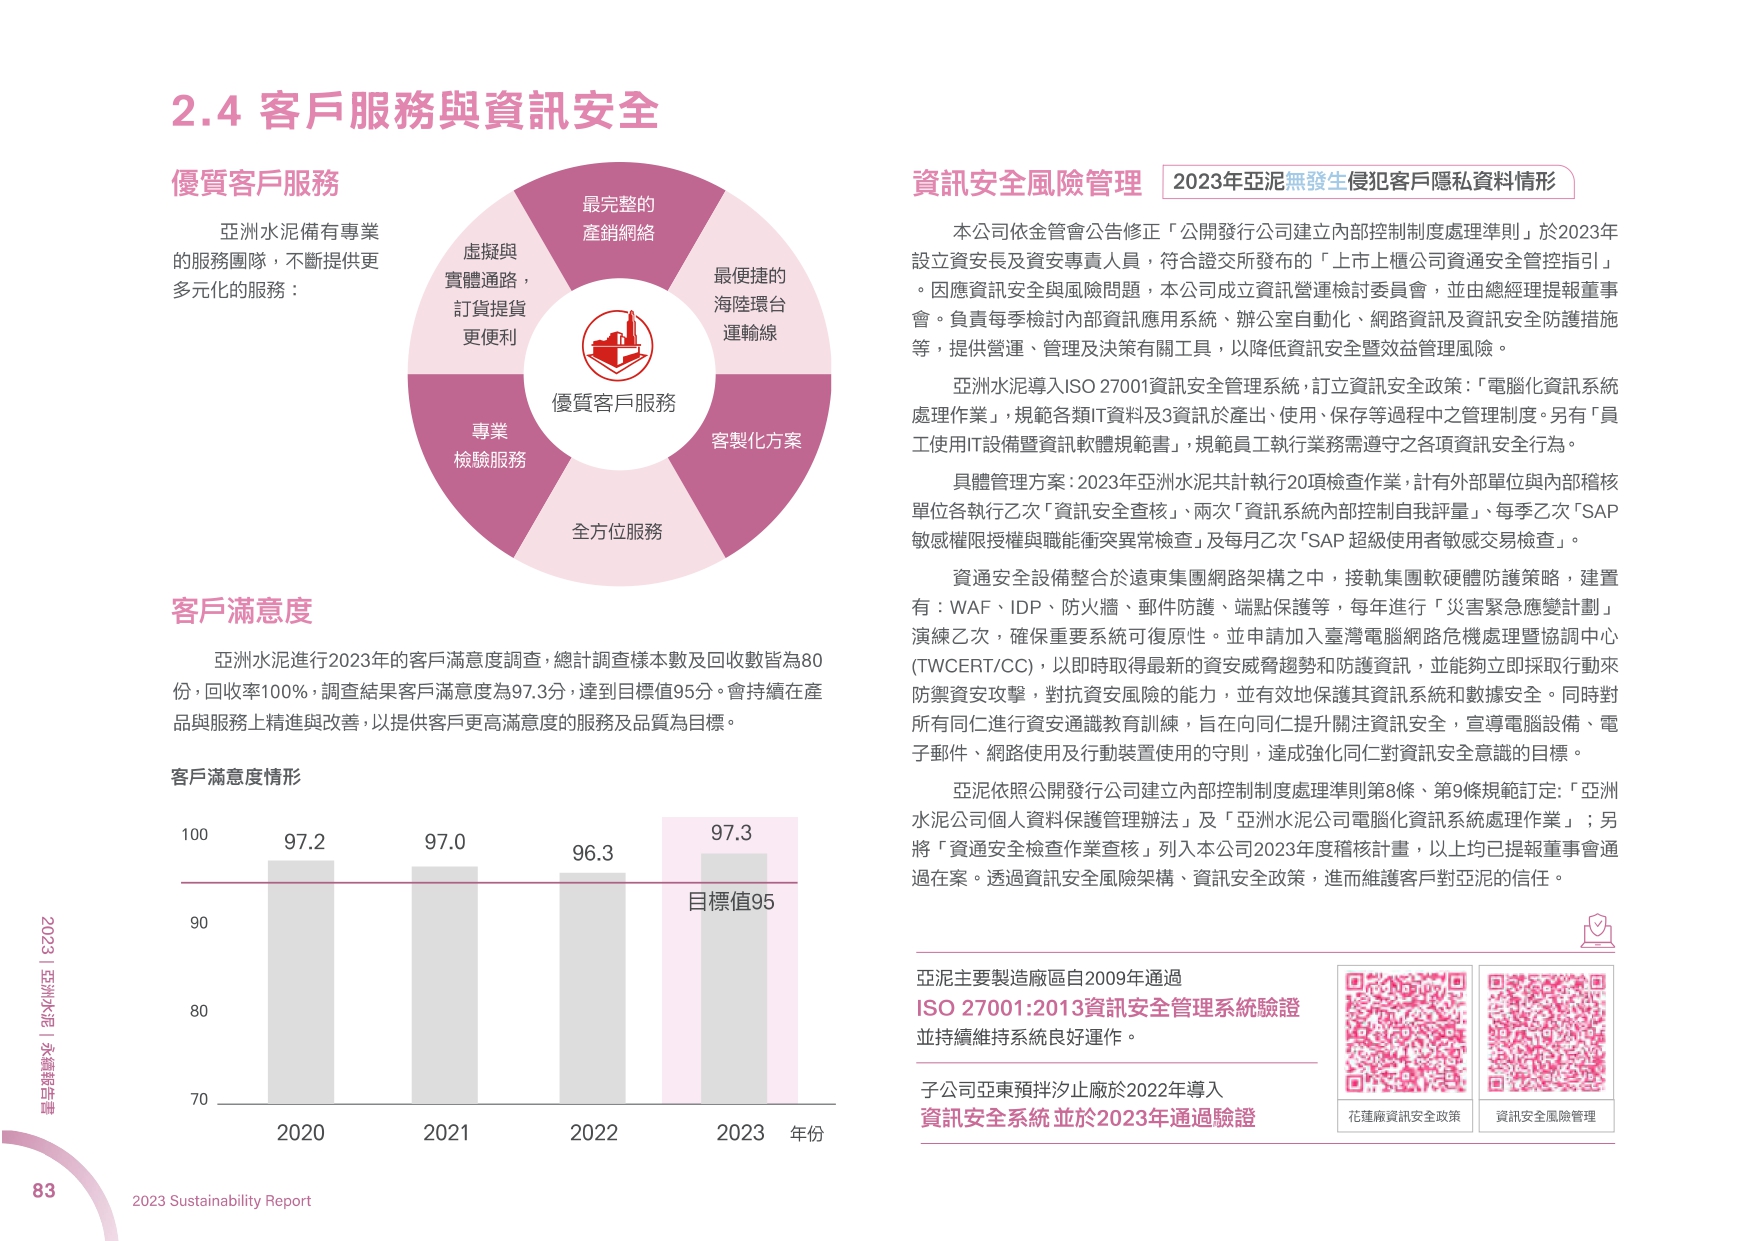 2.4 客戶服務與資訊安全
優質客戶服務
亞洲水泥備有專業
的服務團隊，不斷提供更
多元化的服務：
最完整的
產銷網絡
最便捷的
海陸環台
運輸線
客製化方案
全方位服務
專業
檢驗服務
虛擬與
實體通路，
訂貨提貨
更便利
優質客戶服務
客戶滿意度
亞洲水泥進行2023年的客戶滿意度調查，總計調查樣本數及回收數皆為80
份，回收率100%，調查結果客戶滿意度為97.3分，達到目標值95分。會持續在產
品與服務上精進與改善，以提供客戶更高滿意度的服務及品質為目標。
客戶滿意度情形
100
90
80
70
97.2
97.0
96.3
97.3
目標值95
2020
2021
2022
2023
年份
資訊安全風險管理
2023年亞泥無發生侵犯客戶隱私資料情形
本公司依金管會公告修正「公開發行公司建立內部控制制度處理準則」於2023年
設立資安長及資安專責人員，符合證交所發布的「上市上櫃公司資通安全管控指引」
。因應資訊安全與風險問題，本公司成立資訊營運檢討委員會，並由總經理提報董事
會。負責每季檢討內部資訊應用系統、辦公室自動化、網路資訊及資訊安全防護措施
等，提供營運、管理及決策有關工具，以降低資訊安全暨效益管理風險。
亞洲水泥導入ISO 27001資訊安全管理系統，訂立資訊安全政策：「電腦化資訊系統
處理作業」，規範各類IT資料及3資訊於產出、使用、保存等過程中之管理制度。另有「員
工使用IT設備暨資訊軟體規範書」，規範員工執行業務需遵守之各項資訊安全行為。
具體管理方案：2023年亞洲水泥共計執行20項檢查作業，計有外部單位與內部稽核
單位各執行乙次「資訊安全查核」、兩次「資訊系統內部控制自我評量」、每季乙次「SAP
敏感權限授權與職能衝突異常檢查」及每月乙次「SAP 超級使用者敏感交易檢查」。
資通安全設備整合於遠東集團網路架構之中，接軌集團軟硬體防護策略，建置
有：WAF、IDP、防火牆、郵件防護、端點保護等，每年進行「災害緊急應變計劃」
演練乙次，確保重要系統可復原性。並申請加入臺灣電腦網路危機處理暨協調中心
(TWCERT/CC)，以即時取得最新的資安威脅趨勢和防護資訊，並能夠立即採取行動來
防禦資安攻擊，對抗資安風險的能力，並有效地保護其資訊系統和數據安全。同時對
所有同仁進行資安通識教育訓練，旨在向同仁提升關注資訊安全，宣導電腦設備、電
子郵件、網路使用及行動裝置使用的守則，達成強化同仁對資訊安全意識的目標。
亞泥依照公開發行公司建立內部控制制度處理準則第8條、第9條規範訂定:「亞洲
水泥公司個人資料保護管理辦法」及「亞洲水泥公司電腦化資訊系統處理作業」；另
將「資通安全檢查作業查核」列入本公司2023年度稽核計畫，以上均已提報董事會通
過在案。透過資訊安全風險架構、資訊安全政策，進而維護客戶對亞泥的信任。
亞泥主要製造廠區自2009年通過
ISO 27001:2013資訊安全管理系統驗證
並持續維持系統良好運作。
子公司亞東預拌汐止廠於2022年導入
資訊安全系統 並於2023年通過驗證
花蓮廠資訊安全政策
資訊安全風險管理
2023 | 亞洲水泥 | 永續報告書
83
2023 Sustainability Report